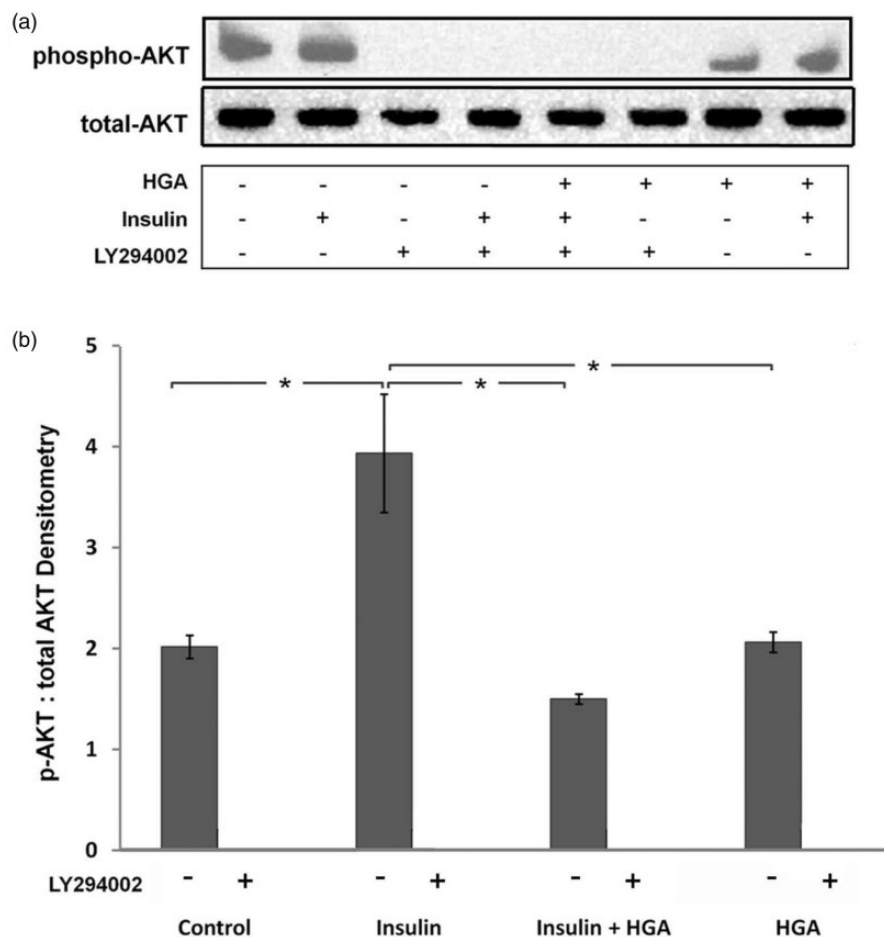 (a)
phospho-AKT
total-AKT
HGA - - - - + + + +
Insulin - + - + + - - +
LY294002 - - + + + + - -
(b)
p-AKT : total AKT Densitometry
5
4
3
2
1
0
* * *
LY294002 - + - + - + - +
Control Insulin Insulin + HGA HGA